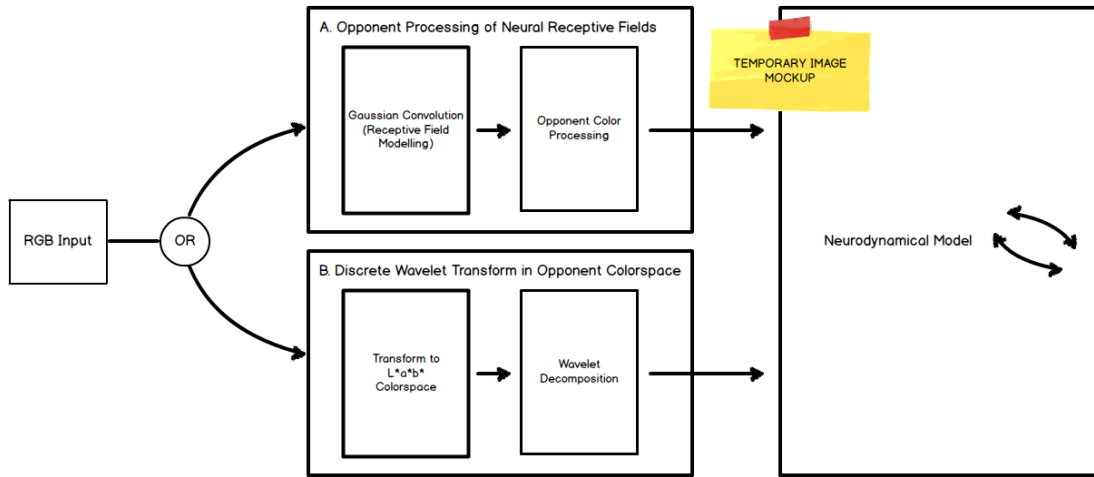 A. Opponent Processing of Neural Receptive Fields
TEMPORARY IMAGE
MOCKUP
Gaussian Convolution
(Receptive Field
Modelling)
Opponent Color
Processing
RGB Input
OR
Neurodynamical Model
B. Discrete Wavelet Transform in Opponent Colorspace
Transform to
L*a*b*
Colorspace
Wavelet
Decomposition